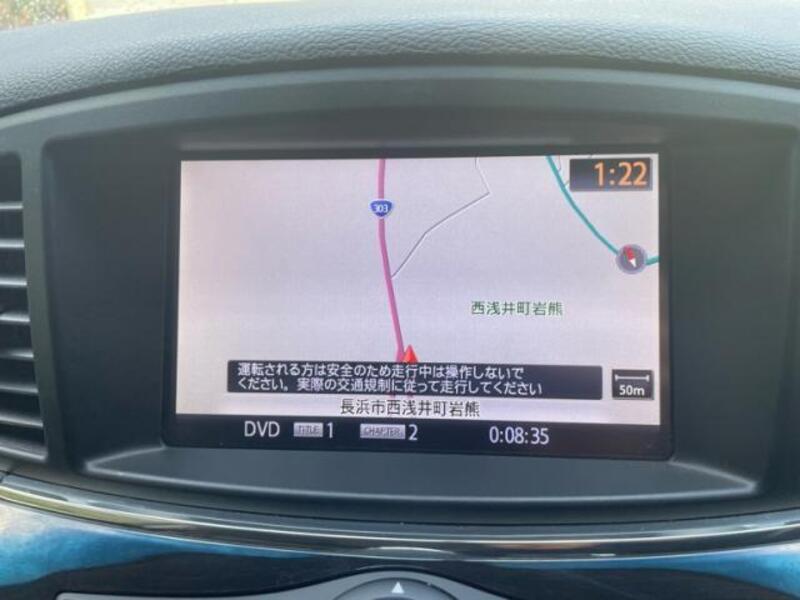 1:22
303
西浅井町岩熊
運転される方は安全のため走行中は操作しないで
ください。実際の交通規制に従って走行してください
50m
長浜市西浅井町岩熊
DVD TITLE 1 CHAPTER 2 0:08:35